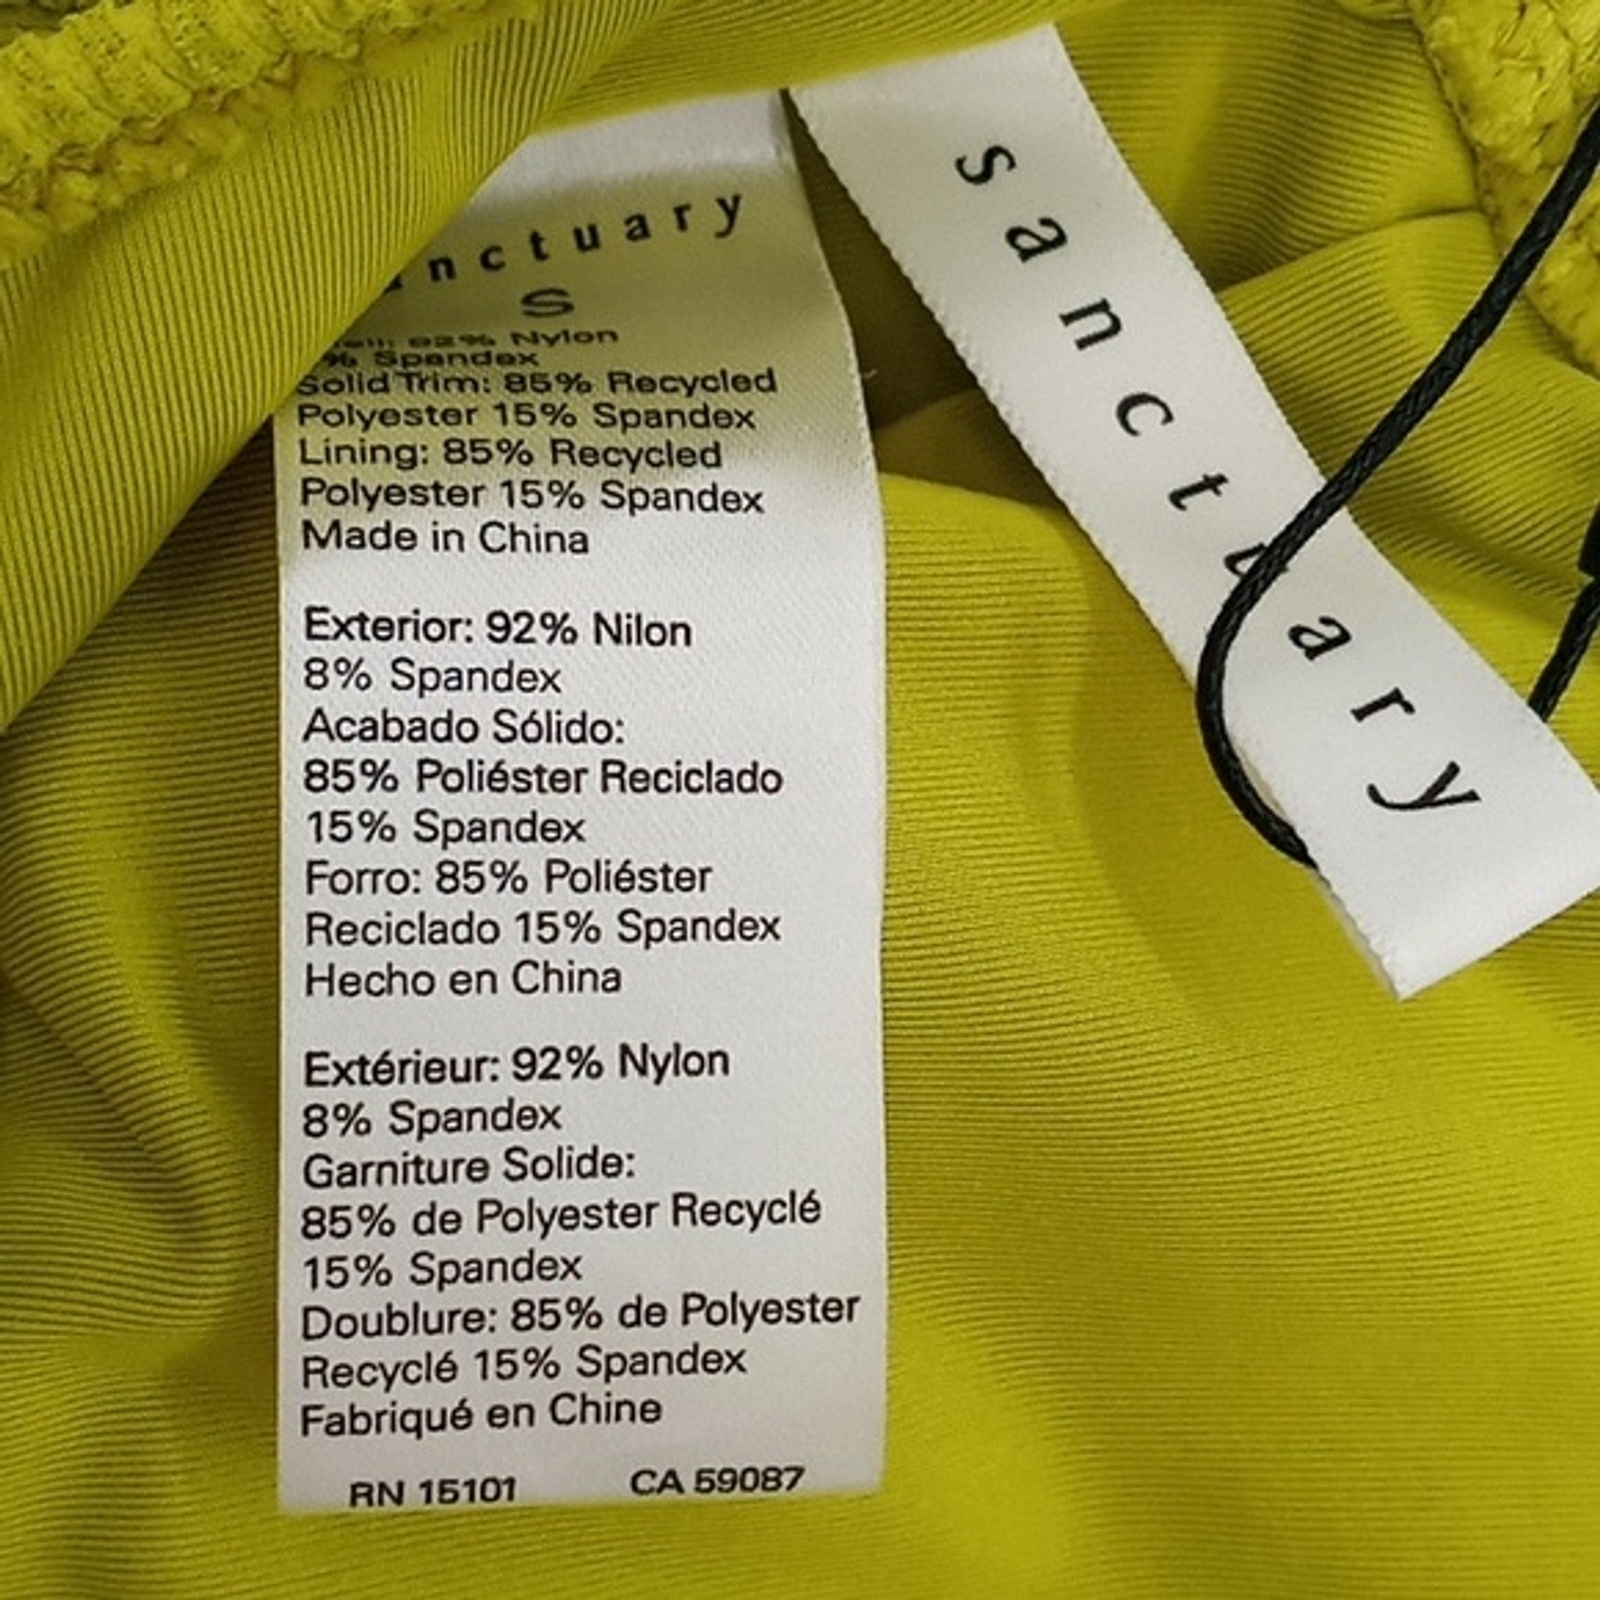 nctuary
S
92% Nylon
% Spandex
Solid Trim: 85% Recycled
Polyester 15% Spandex
Lining: 85% Recycled
Polyester 15% Spandex
Made in China
Exterior: 92% Nilon
8% Spandex
Acabado Sólido:
85% Poliéster Reciclado
15% Spandex
Forro: 85% Poliéster
Reciclado 15% Spandex
Hecho en China
Extérieur: 92% Nylon
8% Spandex
Garniture Solide:
85% de Polyester Recyclé
15% Spandex
Doublure: 85% de Polyester
Recyclé 15% Spandex
Fabriqué en Chine
RN 15101 CA 59087
sanctuary